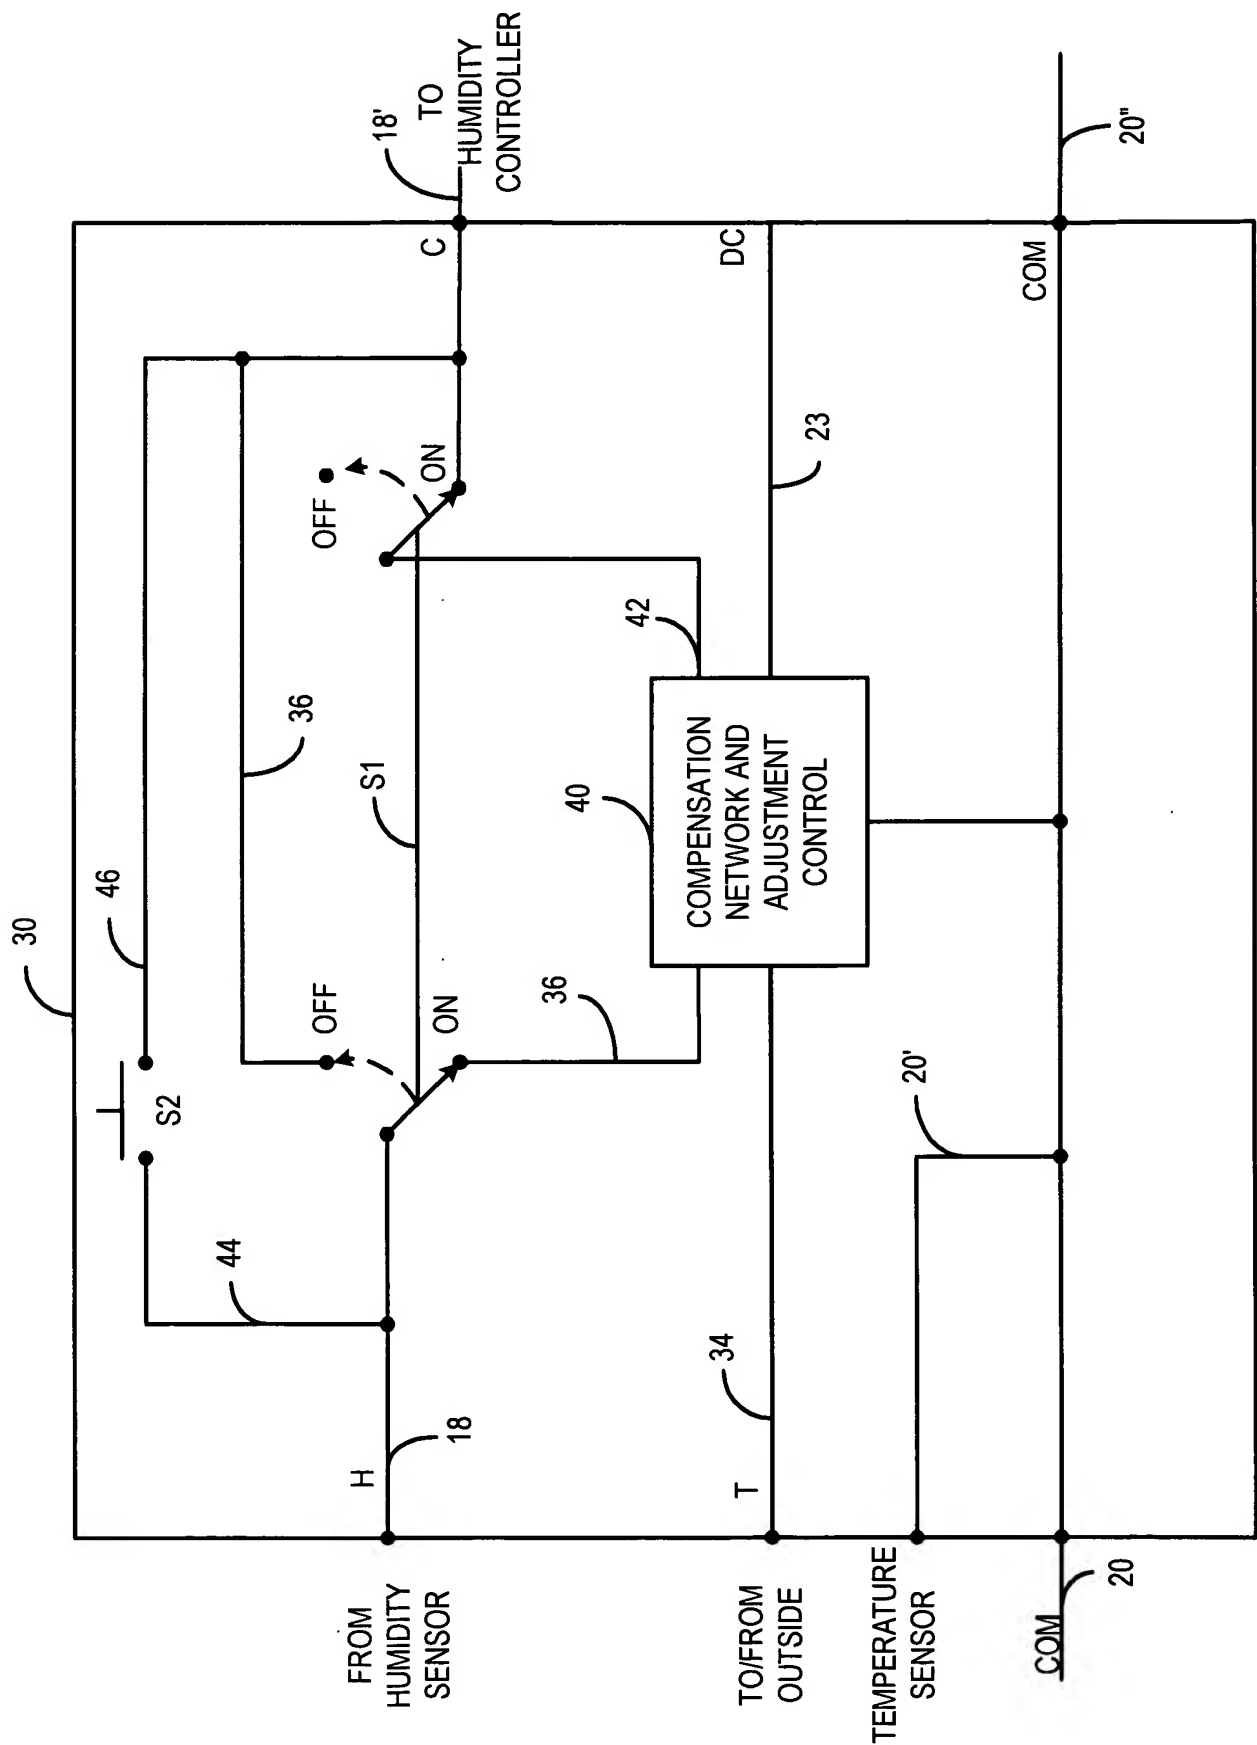 30
46
S2
44
36
OFF
OFF
S1
ON
ON
18'
TO
HUMIDITY
CONTROLLER
C
H
18
FROM
HUMIDITY
SENSOR
36
42
40
COMPENSATION
NETWORK AND
ADJUSTMENT
CONTROL
DC
23
T
34
TO/FROM
OUTSIDE
TEMPERATURE
SENSOR
20'
COM
20"
COM
20